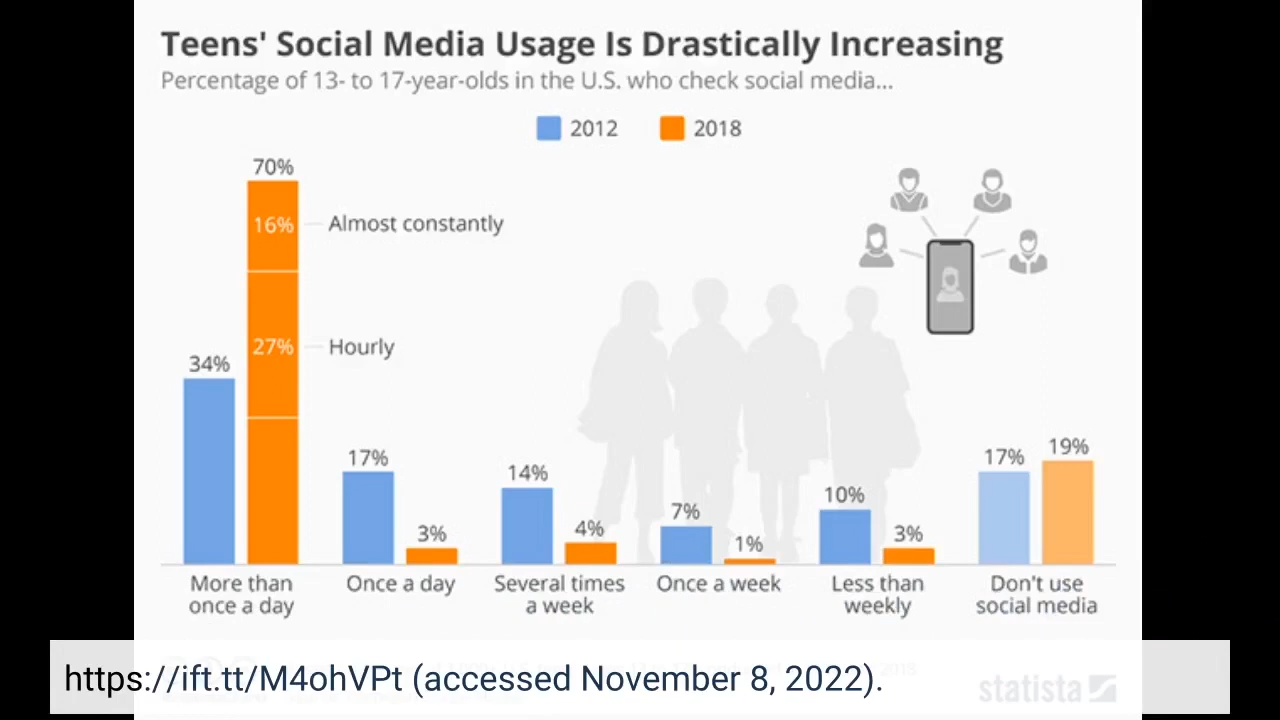 Teens' Social Media Usage Is Drastically Increasing
Percentage of 13- to 17-year-olds in the U.S. who check social media...
2012 2018
70%
16% Almost constantly
27% Hourly
34%
17% 3%
14% 4%
7% 1%
10% 3%
17% 19%
More than
once a day
Once a day
Several times
a week
Once a week
Less than
weekly
Don't use
social media
https://ift.tt/M4ohVPt (accessed November 8, 2022).
statista